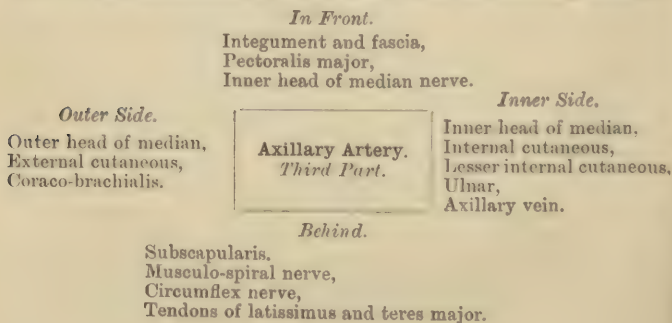 In Front.
Integument and fascia,
Pectoralis major,
Inner head of median nerve.
Outer Side.
Outer head of median,
External cutaneous,
Coraco-brachialis.
Axillary Artery.
Third Part.
Inner Side.
Inner head of median,
Internal cutaneous,
Lesser internal cutaneous,
Ulnar,
Axillary vein.
Behind.
Subscapularis.
Musculo-spiral nerve,
Circumflex nerve,
Tendons of latissimus and teres major.